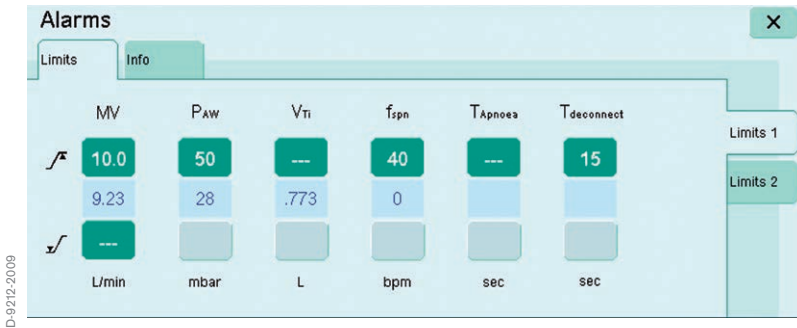 Alarms
×
Limits Info
MV PAW VTi fspn TApnoea Tdeconnect
Limits 1
10.0 50 --- 40 --- 15
9.23 28 .773 0
Limits 2
---
L/min mbar L bpm sec sec
D-9212-2009